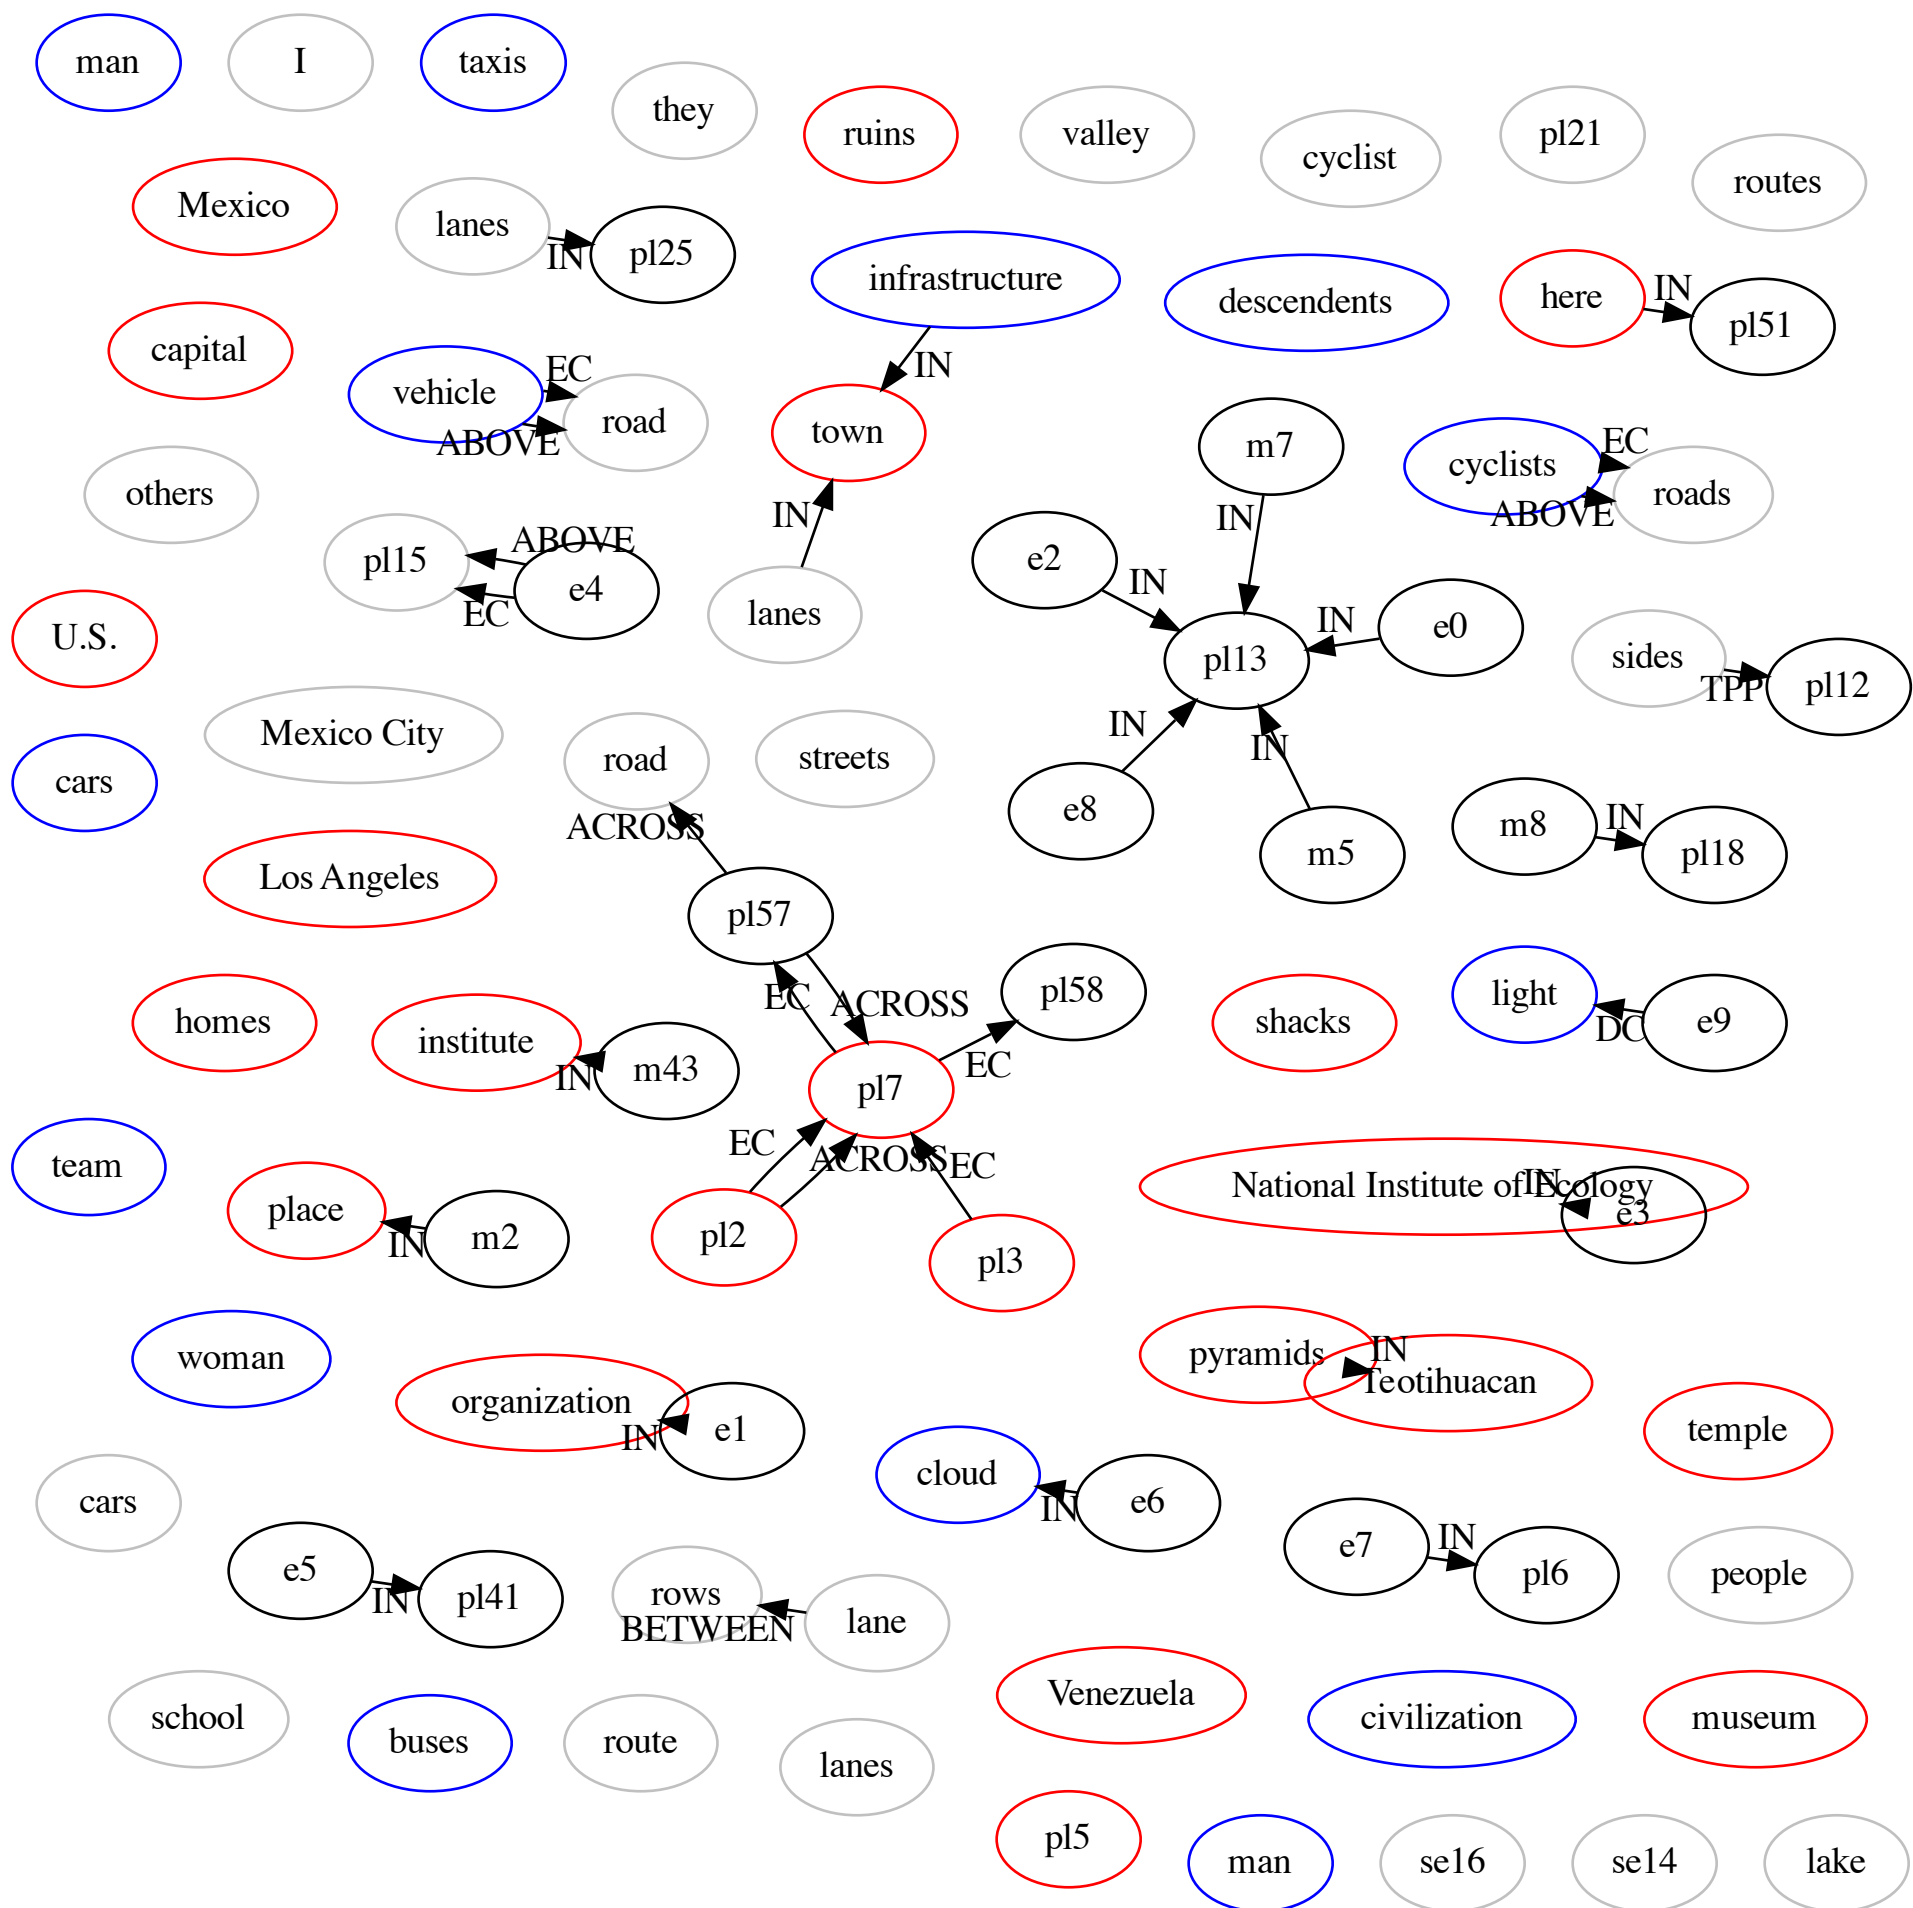 man
I
taxis
they
ruins
valley
cyclist
pl21
routes
Mexico
lanes
IN
pl25
infrastructure
descendents
here
IN
pl51
capital
vehicle
EC
ABOVE
road
IN
town
m7
cyclists
EC
ABOVE
roads
others
pl15
ABOVE
EC
e4
IN
lanes
e2
IN
IN
IN
e0
pl13
U.S.
sides
TPP
pl12
Mexico City
road
streets
cars
IN
IN
e8
m5
m8
IN
pl18
ACROSS
Los Angeles
pl57
EC
ACROSS
pl58
EC
shacks
light
DC
e9
homes
institute
IN
m43
pl7
team
EC
ACROSS
EC
National Institute of Ecology
IN
e3
place
IN
m2
pl2
pl3
woman
pyramids
IN
Teotihuacan
organization
IN
e1
temple
cloud
IN
e6
cars
e5
IN
pl41
rows
BETWEEN
lane
e7
IN
pl6
people
school
buses
route
lanes
Venezuela
civilization
museum
pl5
man
se16
se14
lake